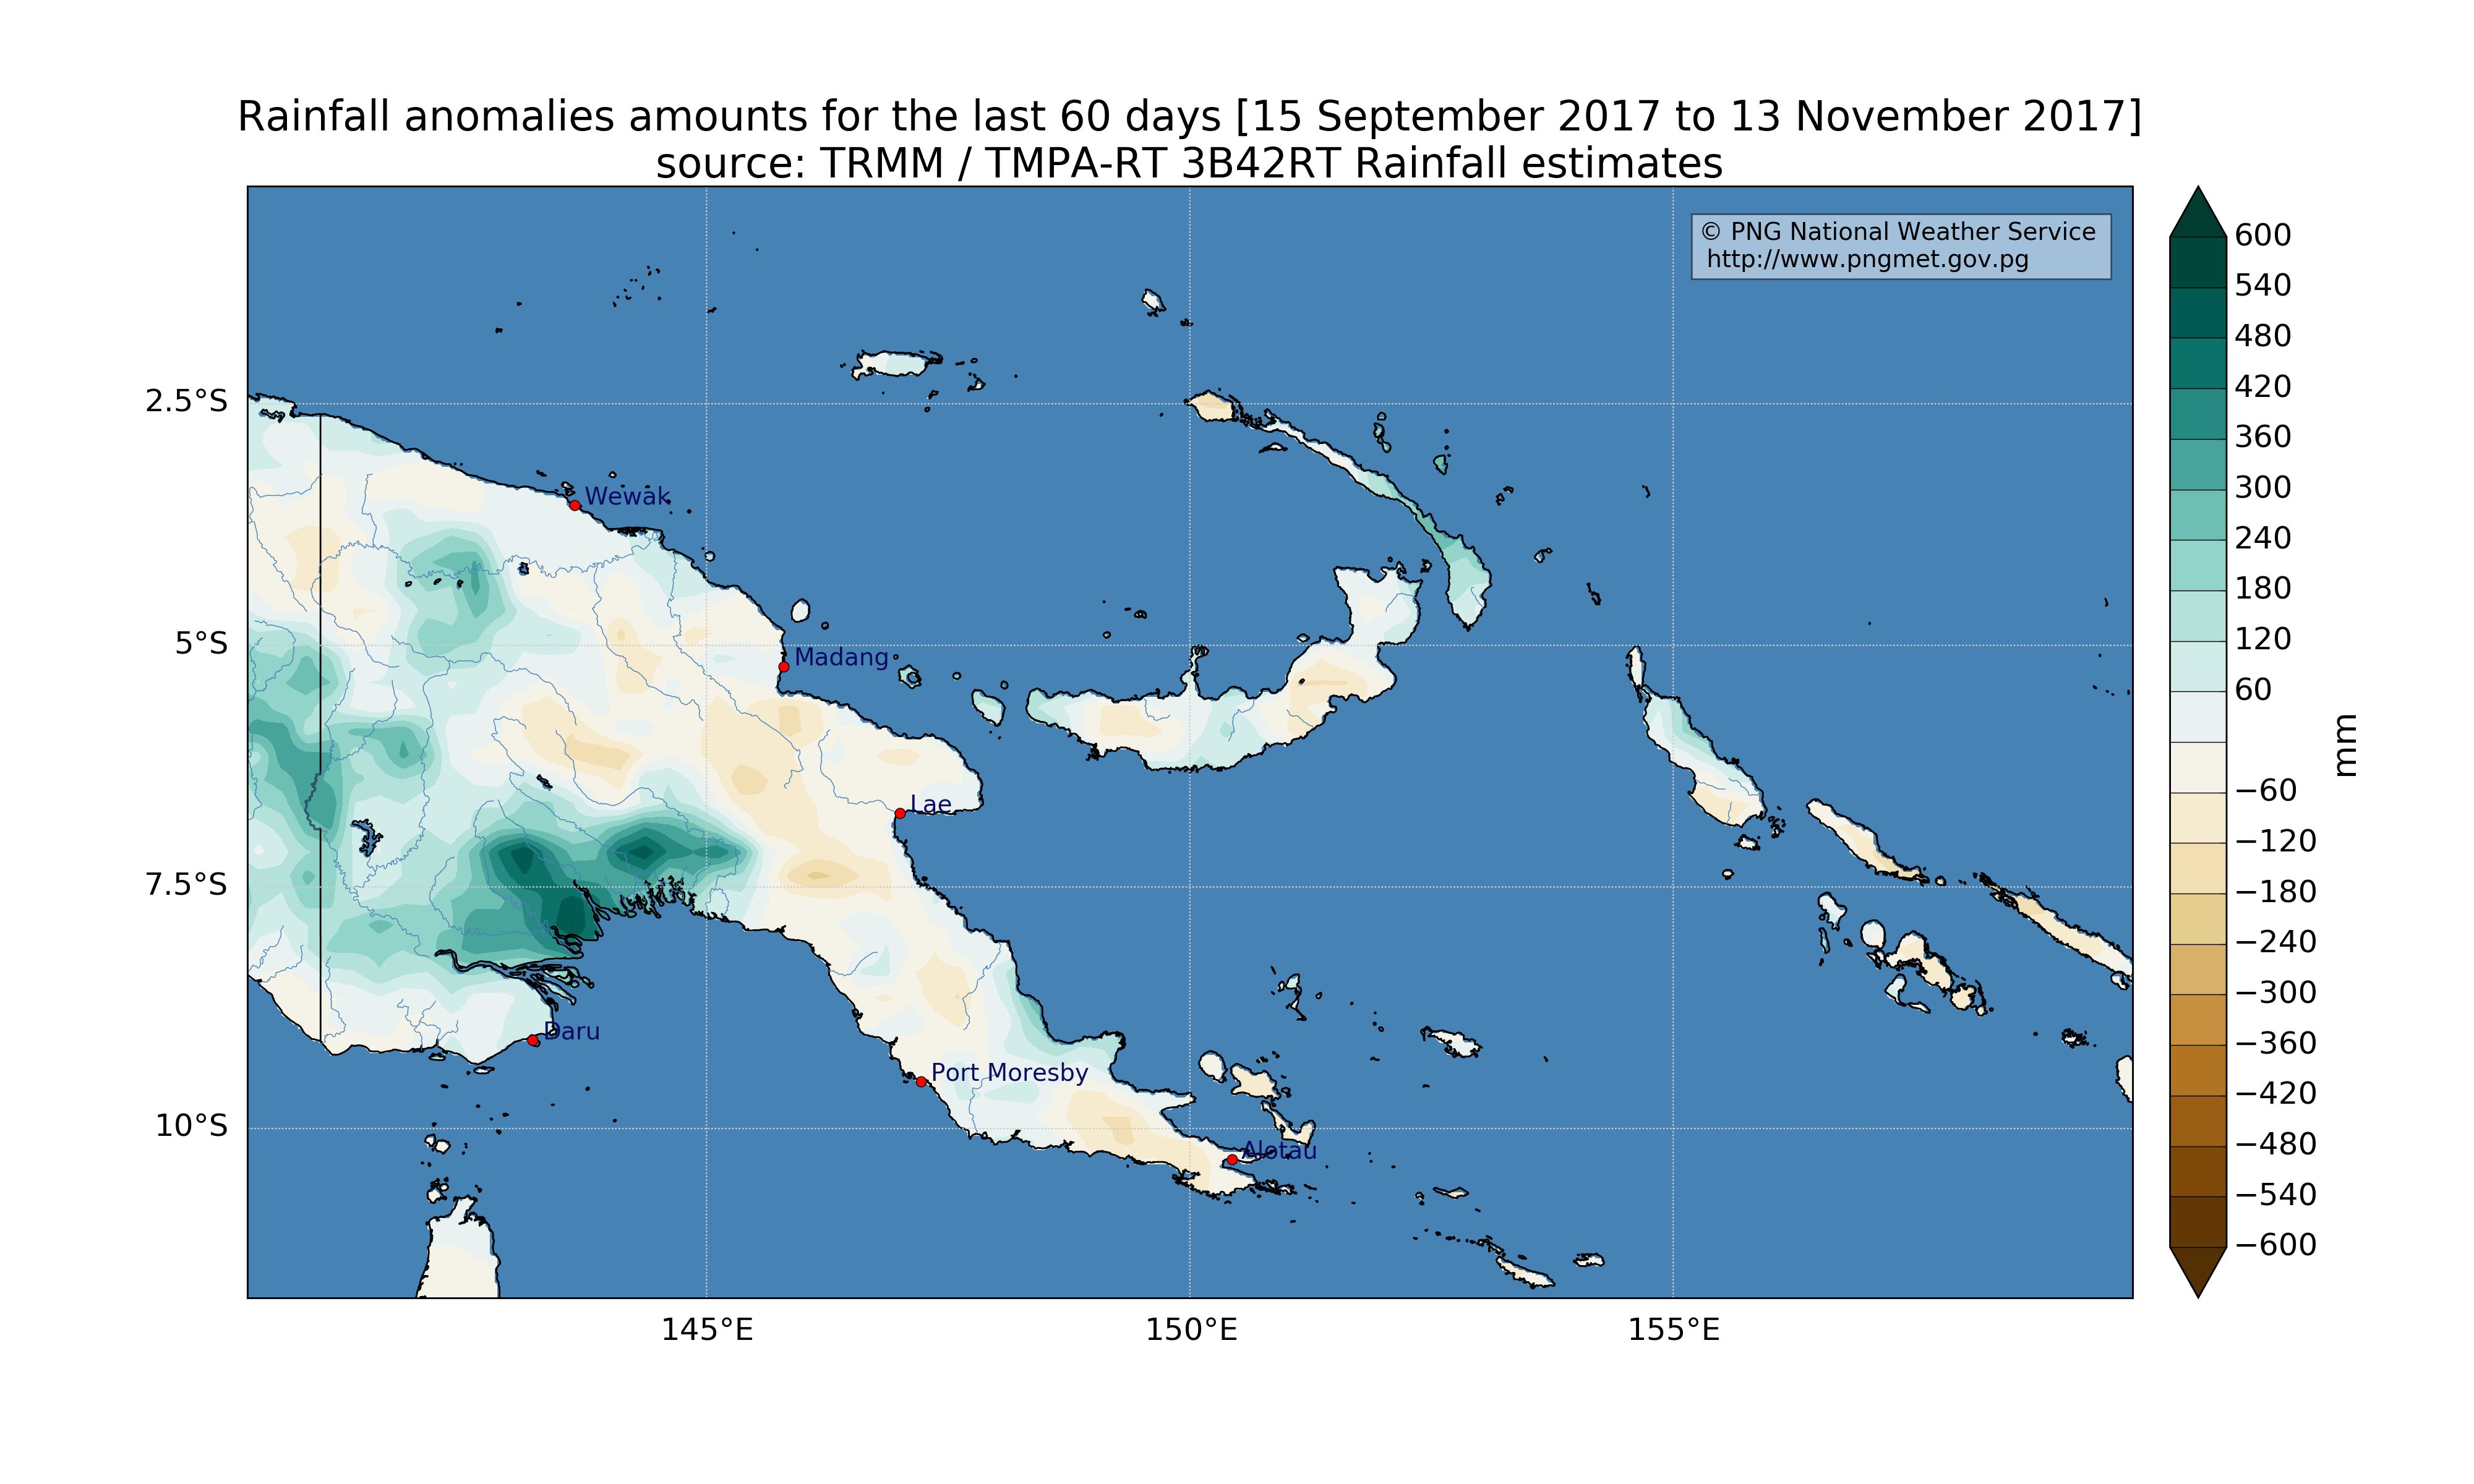 Rainfall anomalies amounts for the last 60 days [15 September 2017 to 13 November 2017]
source: TRMM / TMPA-RT 3B42RT Rainfall estimates
© PNG National Weather Service
http://www.pngmet.gov.pg
2.5°S
5°S
7.5°S
10°S
145°E
150°E
155°E
Wewak
Madang
Lae
Daru
Port Moresby
Alotau
600
540
480
420
360
300
240
180
120
60
−60
−120
−180
−240
−300
−360
−420
−480
−540
−600
mm